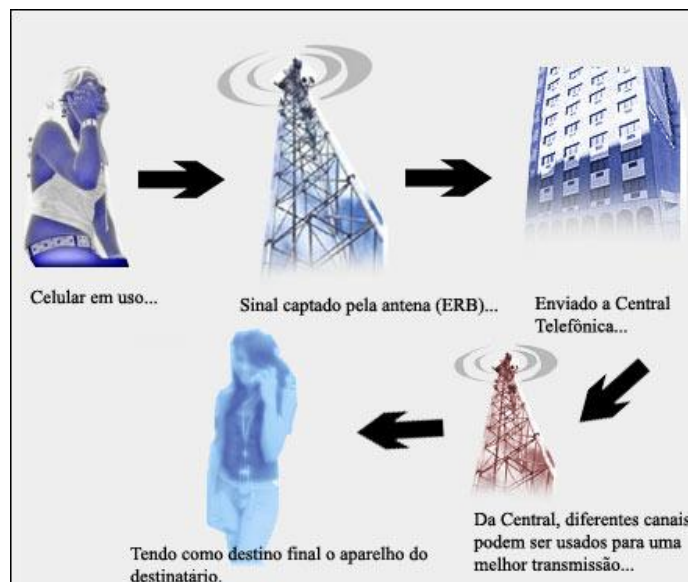 Celular em uso...
Sinal captado pela antena (ERB)...
Enviado a Central
Telefônica...
Da Central, diferentes canais
podem ser usados para uma
melhor transmissão...
Tendo como destino final o aparelho do
destinatário.